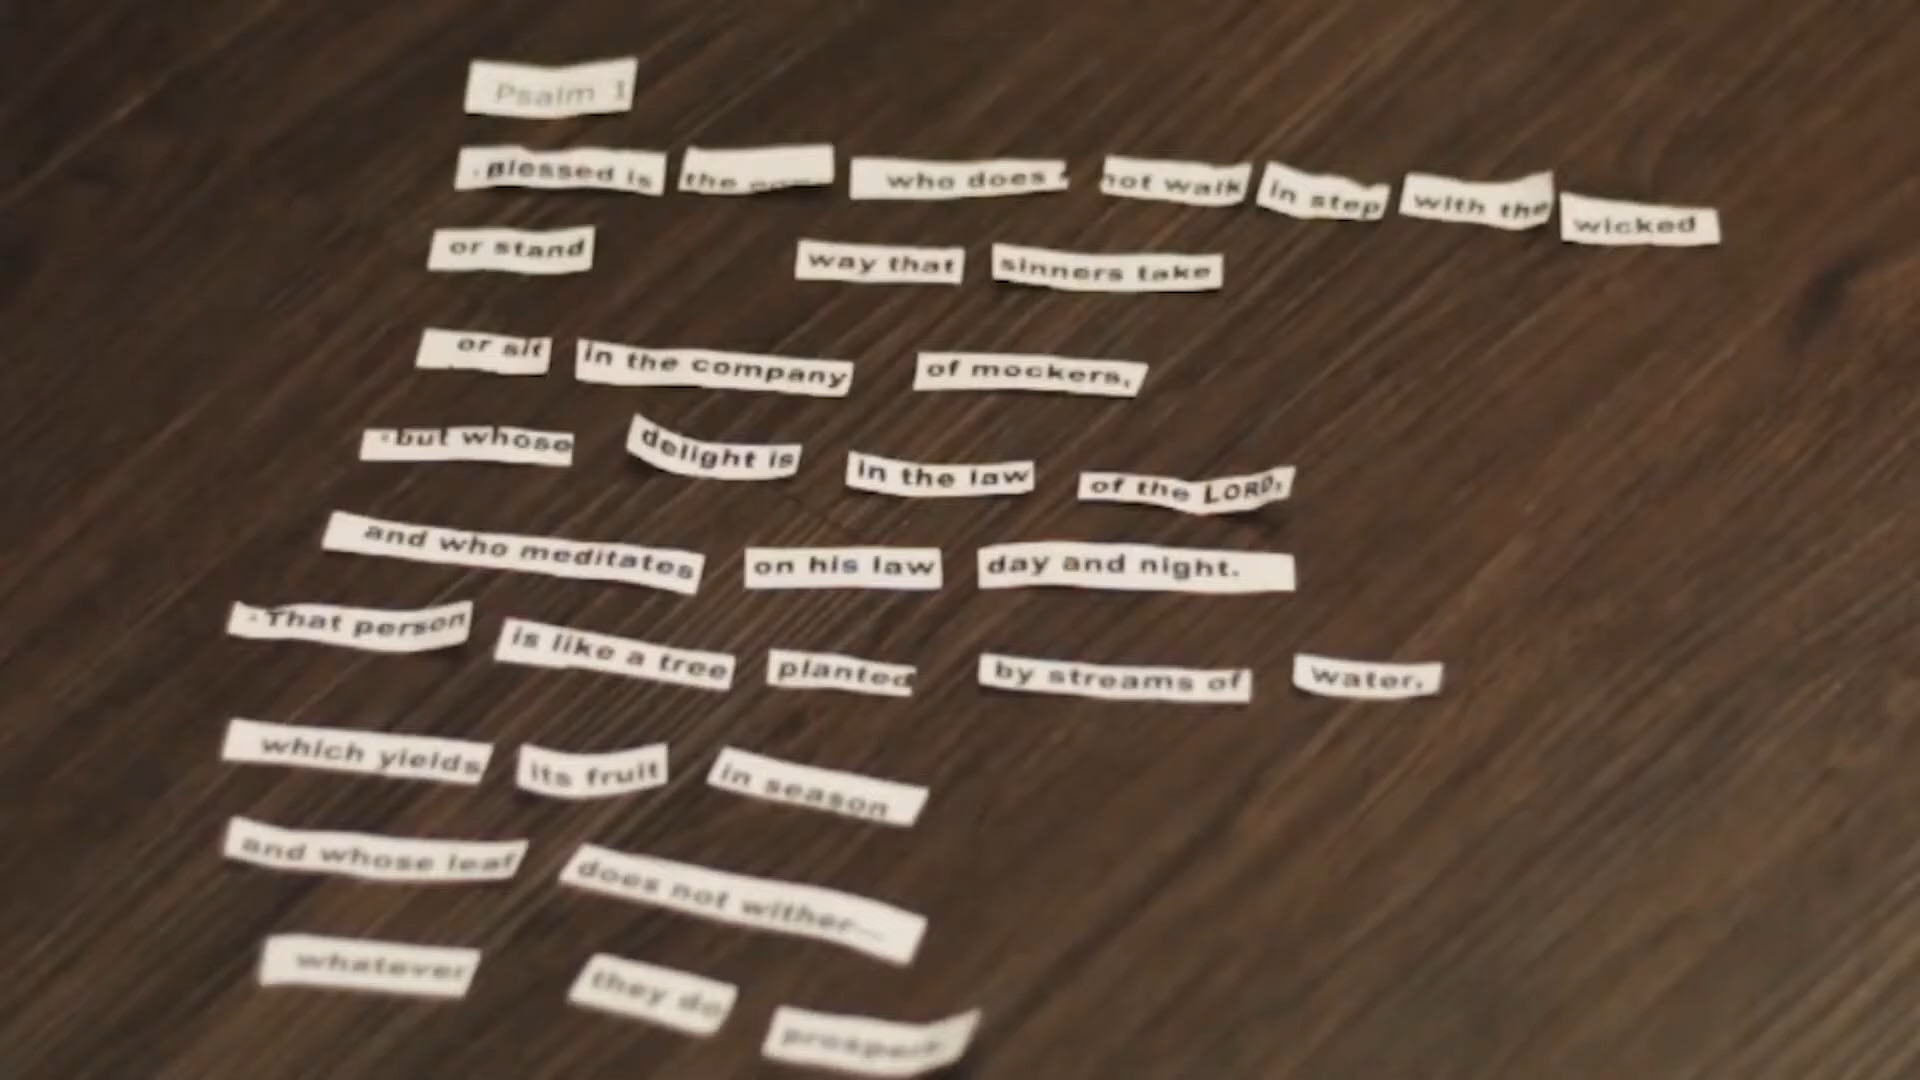 Psalm 1
Blessed is the who does not walk in step with the wicked
or stand way that sinners take
or sit in the company of mockers,
but whose delight is in the law of the LORD,
and who meditates on his law day and night.
That person is like a tree planted by streams of water,
which yields its fruit in season
and whose leaf does not wither—
whatever they do prospers.